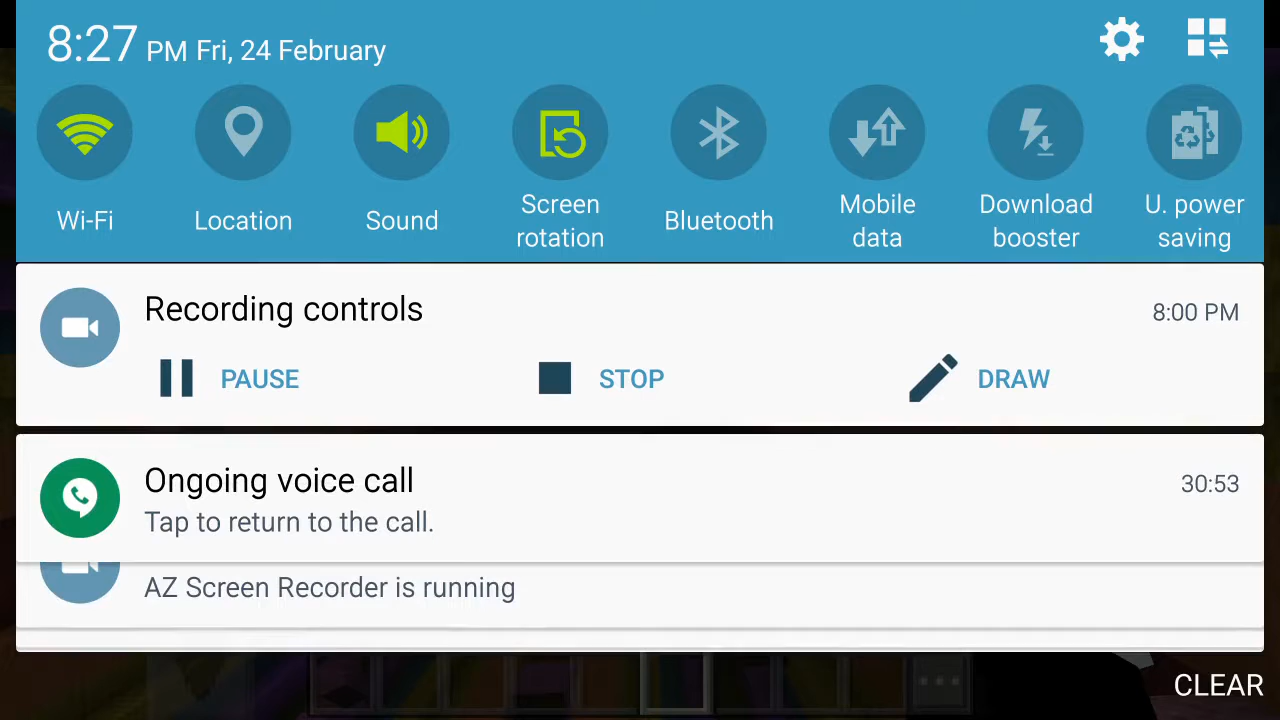 8:27 PM Fri, 24 February
Wi-Fi
Location
Sound
Screen
rotation
Bluetooth
Mobile
data
Download
booster
U. power
saving
Recording controls
8:00 PM
PAUSE
STOP
DRAW
Ongoing voice call
30:53
Tap to return to the call.
AZ Screen Recorder is running
CLEAR